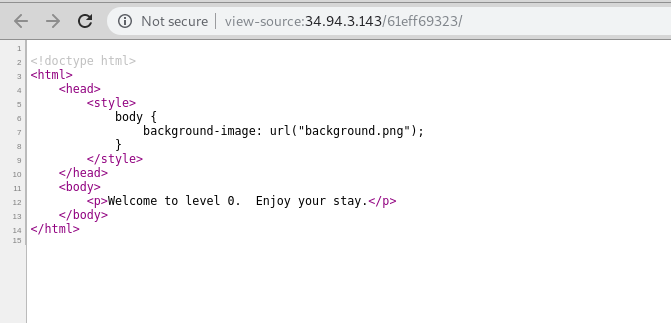 Not secure | view-source:34.94.3.143/61eff69323/
1
2 <!doctype html>
3 <html>
4     <head>
5         <style>
6             body {
7                 background-image: url("background.png");
8             }
9         </style>
10     </head>
11     <body>
12         <p>Welcome to level 0.  Enjoy your stay.</p>
13     </body>
14 </html>
15